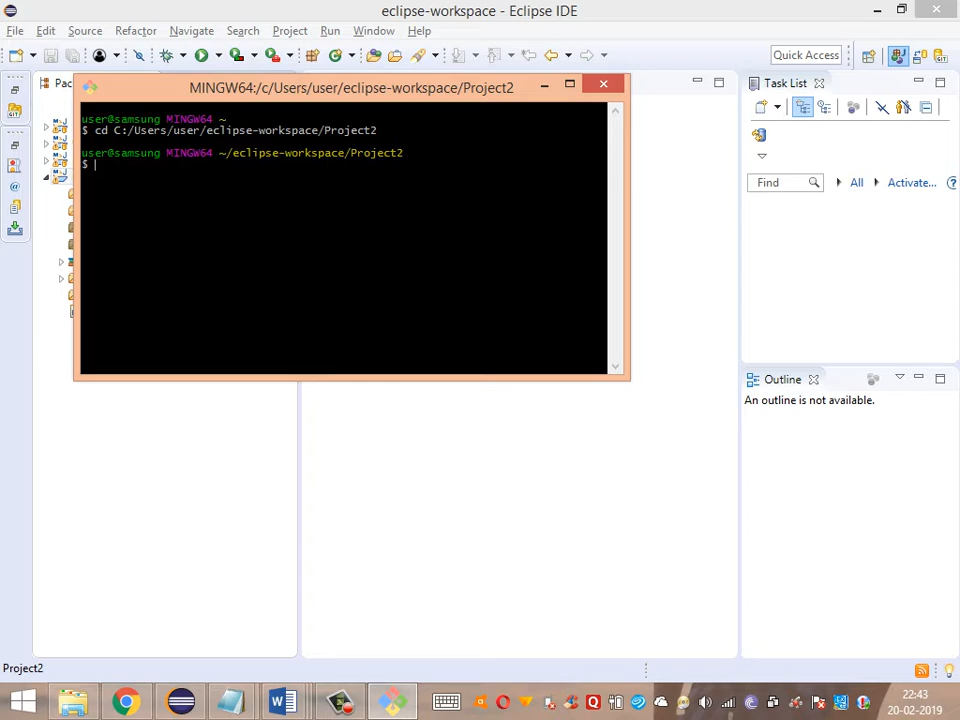 eclipse-workspace - Eclipse IDE
File Edit Source Refactor Navigate Search Project Run Window Help
Quick Access
Pac
MINGW64:/c/Users/user/eclipse-workspace/Project2
Task List
user@samsung MINGW64 ~
$ cd C:/Users/user/eclipse-workspace/Project2
user@samsung MINGW64 ~/eclipse-workspace/Project2
$
Find All Activate...
Outline
An outline is not available.
Project2
22:43
20-02-2019